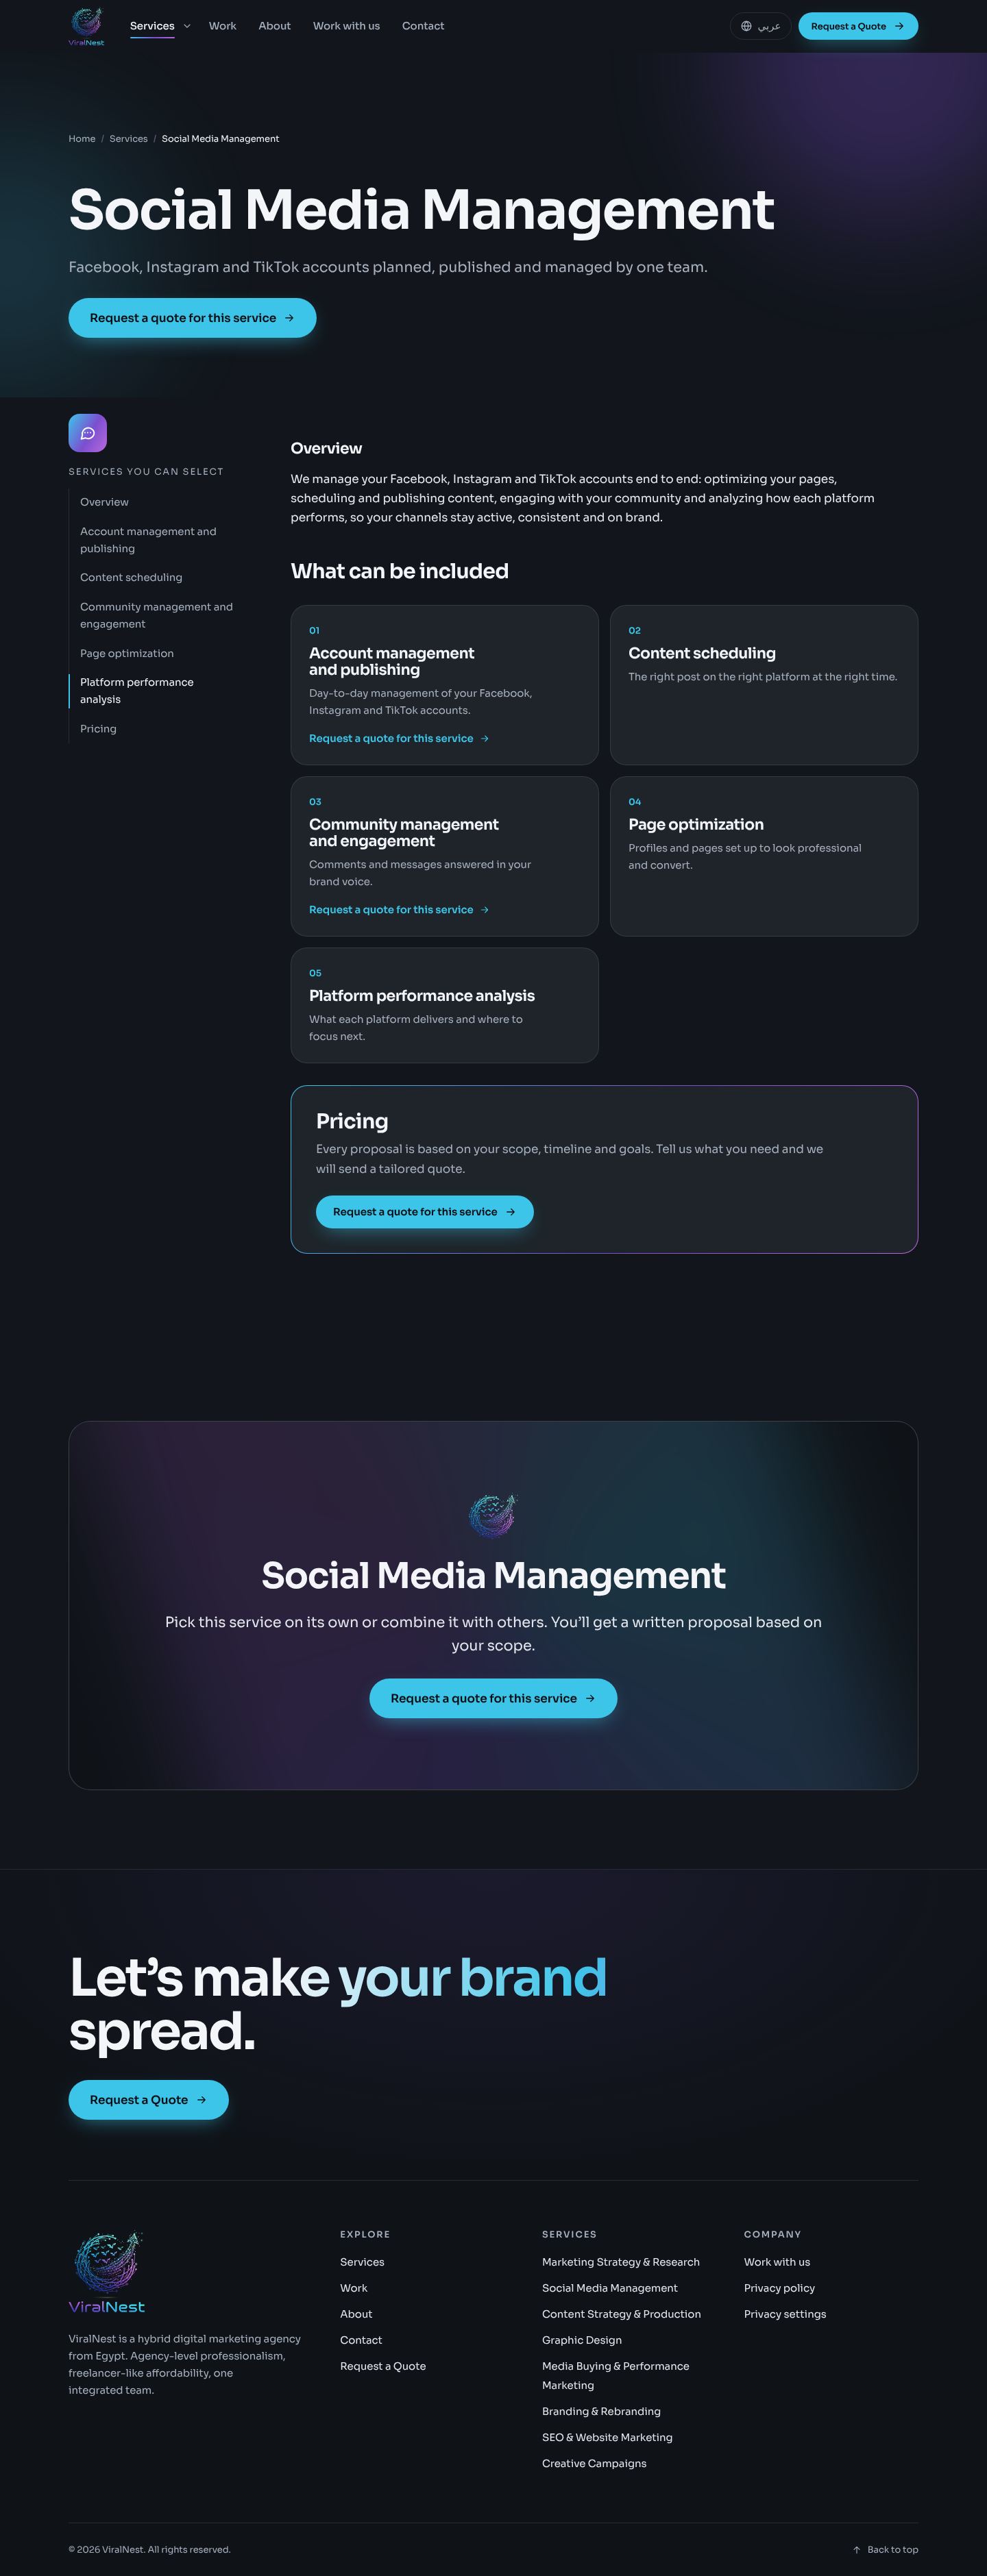 ViralNest
Services
Work
About
Work with us
Contact
عربي
Request a Quote
Home / Services / Social Media Management
Social Media Management
Facebook, Instagram and TikTok accounts planned, published and managed by one team.
Request a quote for this service
SERVICES YOU CAN SELECT
Overview
Account management and
publishing
Content scheduling
Community management and
engagement
Page optimization
Platform performance
analysis
Pricing
Overview
We manage your Facebook, Instagram and TikTok accounts end to end: optimizing your pages,
scheduling and publishing content, engaging with your community and analyzing how each platform
performs, so your channels stay active, consistent and on brand.
What can be included
01
Account management
and publishing
Day-to-day management of your Facebook,
Instagram and TikTok accounts.
Request a quote for this service
02
Content scheduling
The right post on the right platform at the right time.
03
Community management
and engagement
Comments and messages answered in your
brand voice.
Request a quote for this service
04
Page optimization
Profiles and pages set up to look professional
and convert.
05
Platform performance analysis
What each platform delivers and where to
focus next.
Pricing
Every proposal is based on your scope, timeline and goals. Tell us what you need and we
will send a tailored quote.
Request a quote for this service
Social Media Management
Pick this service on its own or combine it with others. You’ll get a written proposal based on
your scope.
Request a quote for this service
Let’s make your brand
spread.
Request a Quote
ViralNest
ViralNest is a hybrid digital marketing agency
from Egypt. Agency-level professionalism,
freelancer-like affordability, one
integrated team.
EXPLORE
Services
Work
About
Contact
Request a Quote
SERVICES
Marketing Strategy & Research
Social Media Management
Content Strategy & Production
Graphic Design
Media Buying & Performance
Marketing
Branding & Rebranding
SEO & Website Marketing
Creative Campaigns
COMPANY
Work with us
Privacy policy
Privacy settings
© 2026 ViralNest. All rights reserved.
Back to top